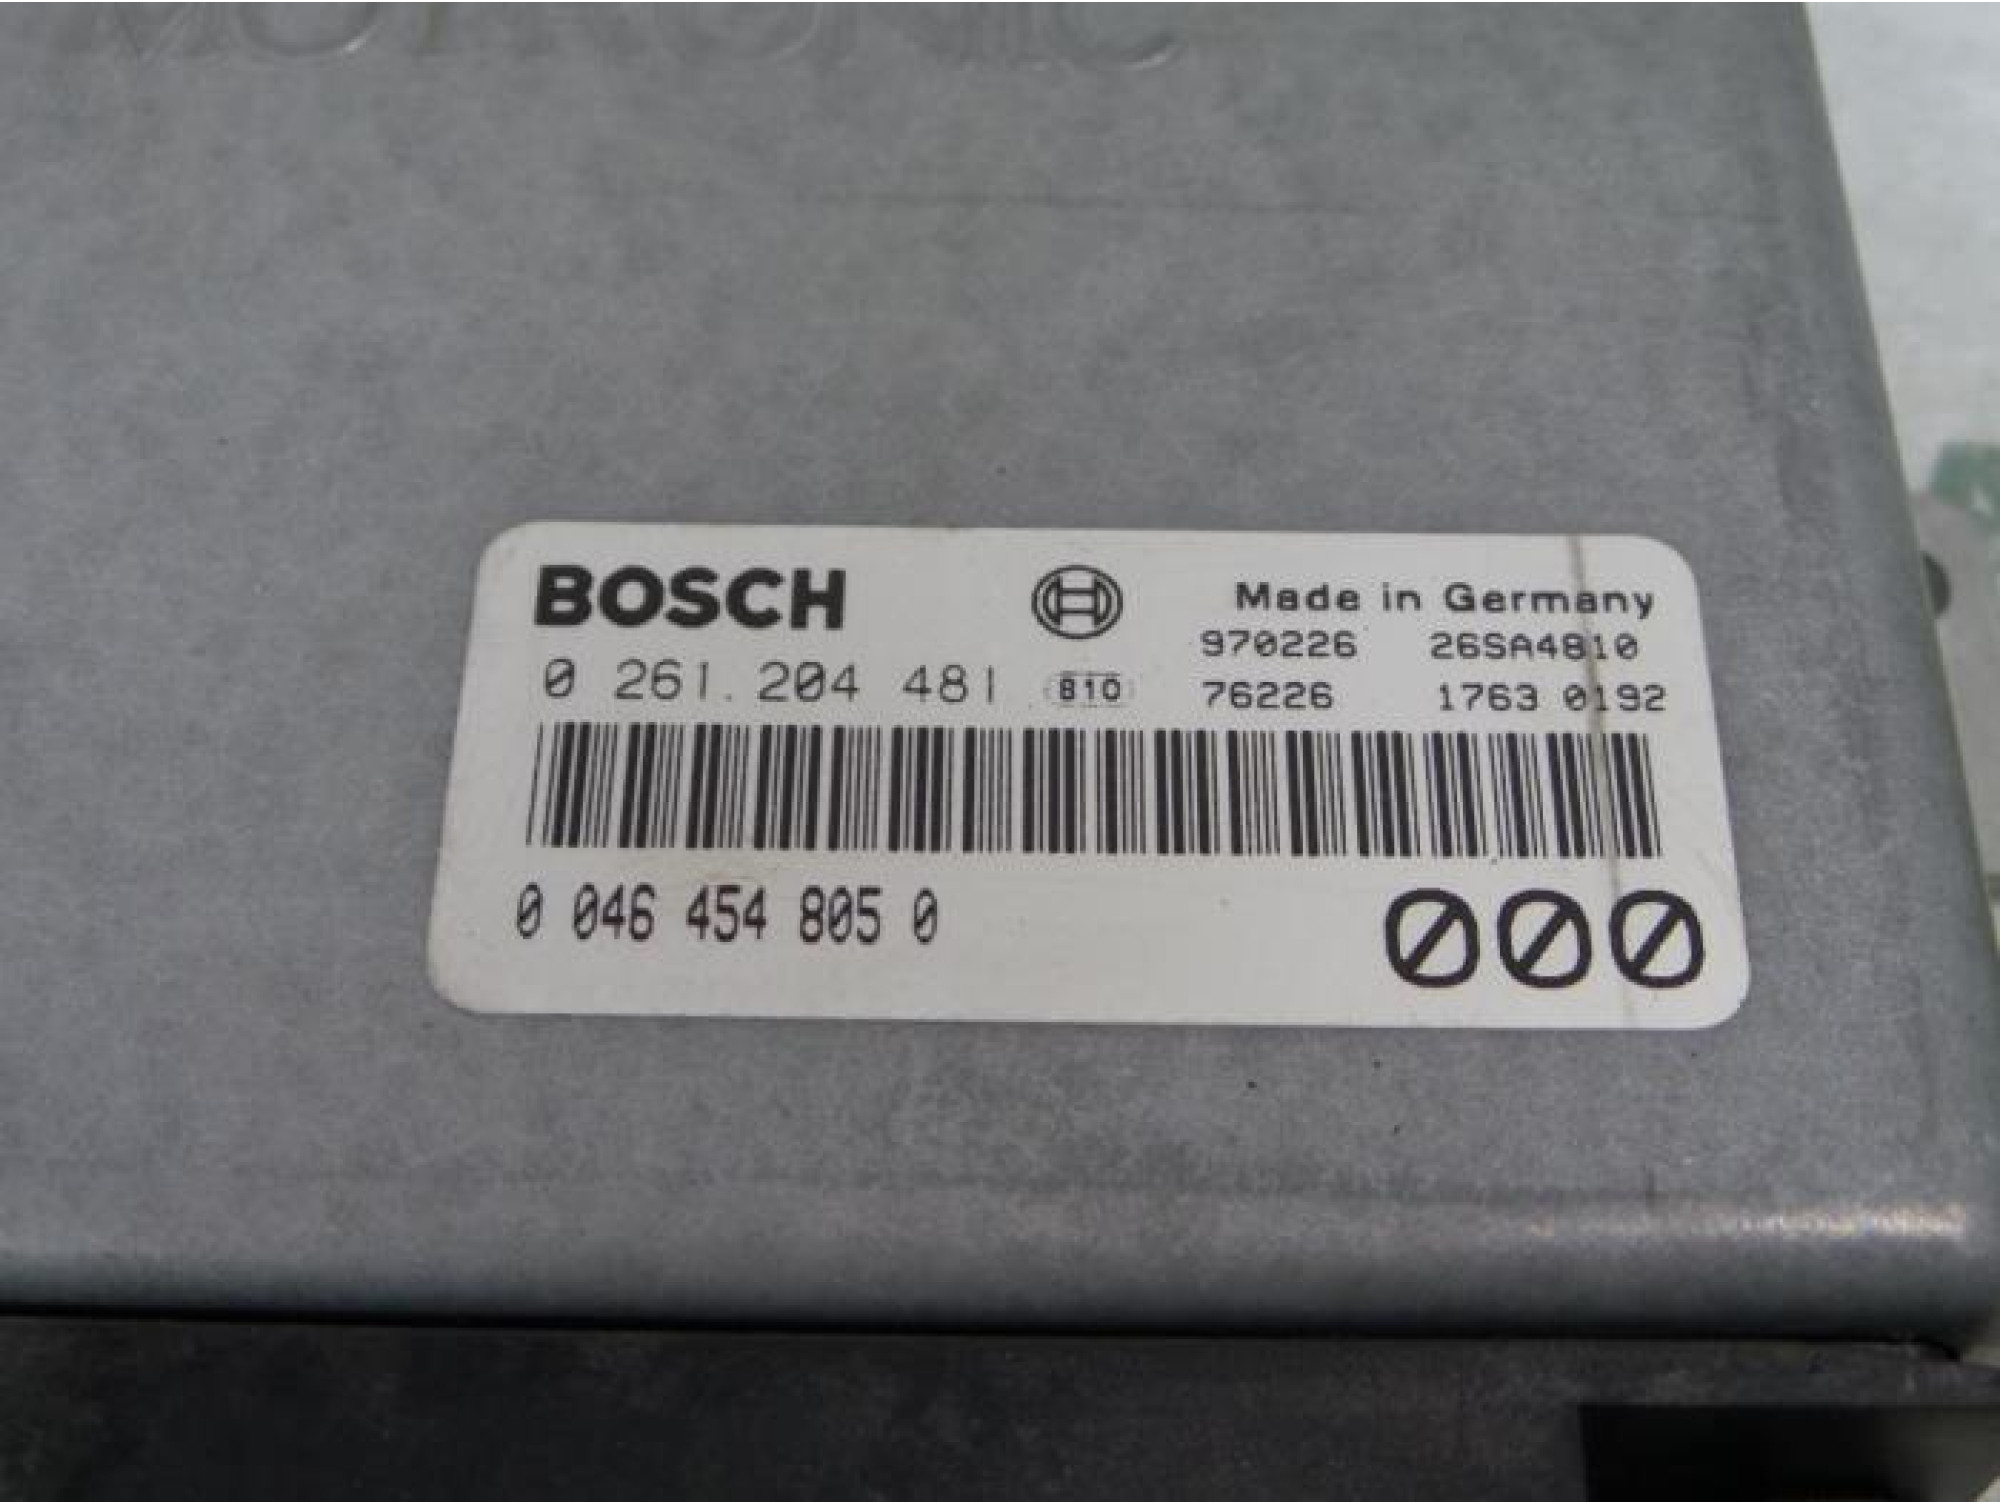 MOTRONIC
BOSCH
Made in Germany
0 261.204 481 810
970226 26SA4810
76226 1763 0192
0 046 454 805 0
000